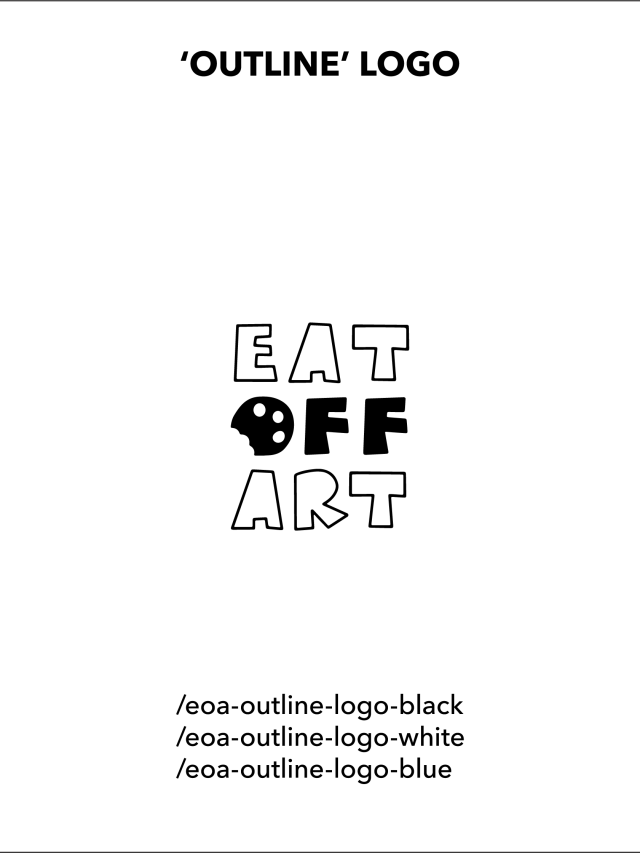 ‘OUTLINE’ LOGO
EAT
OFF
ART
/eoa-outline-logo-black
/eoa-outline-logo-white
/eoa-outline-logo-blue